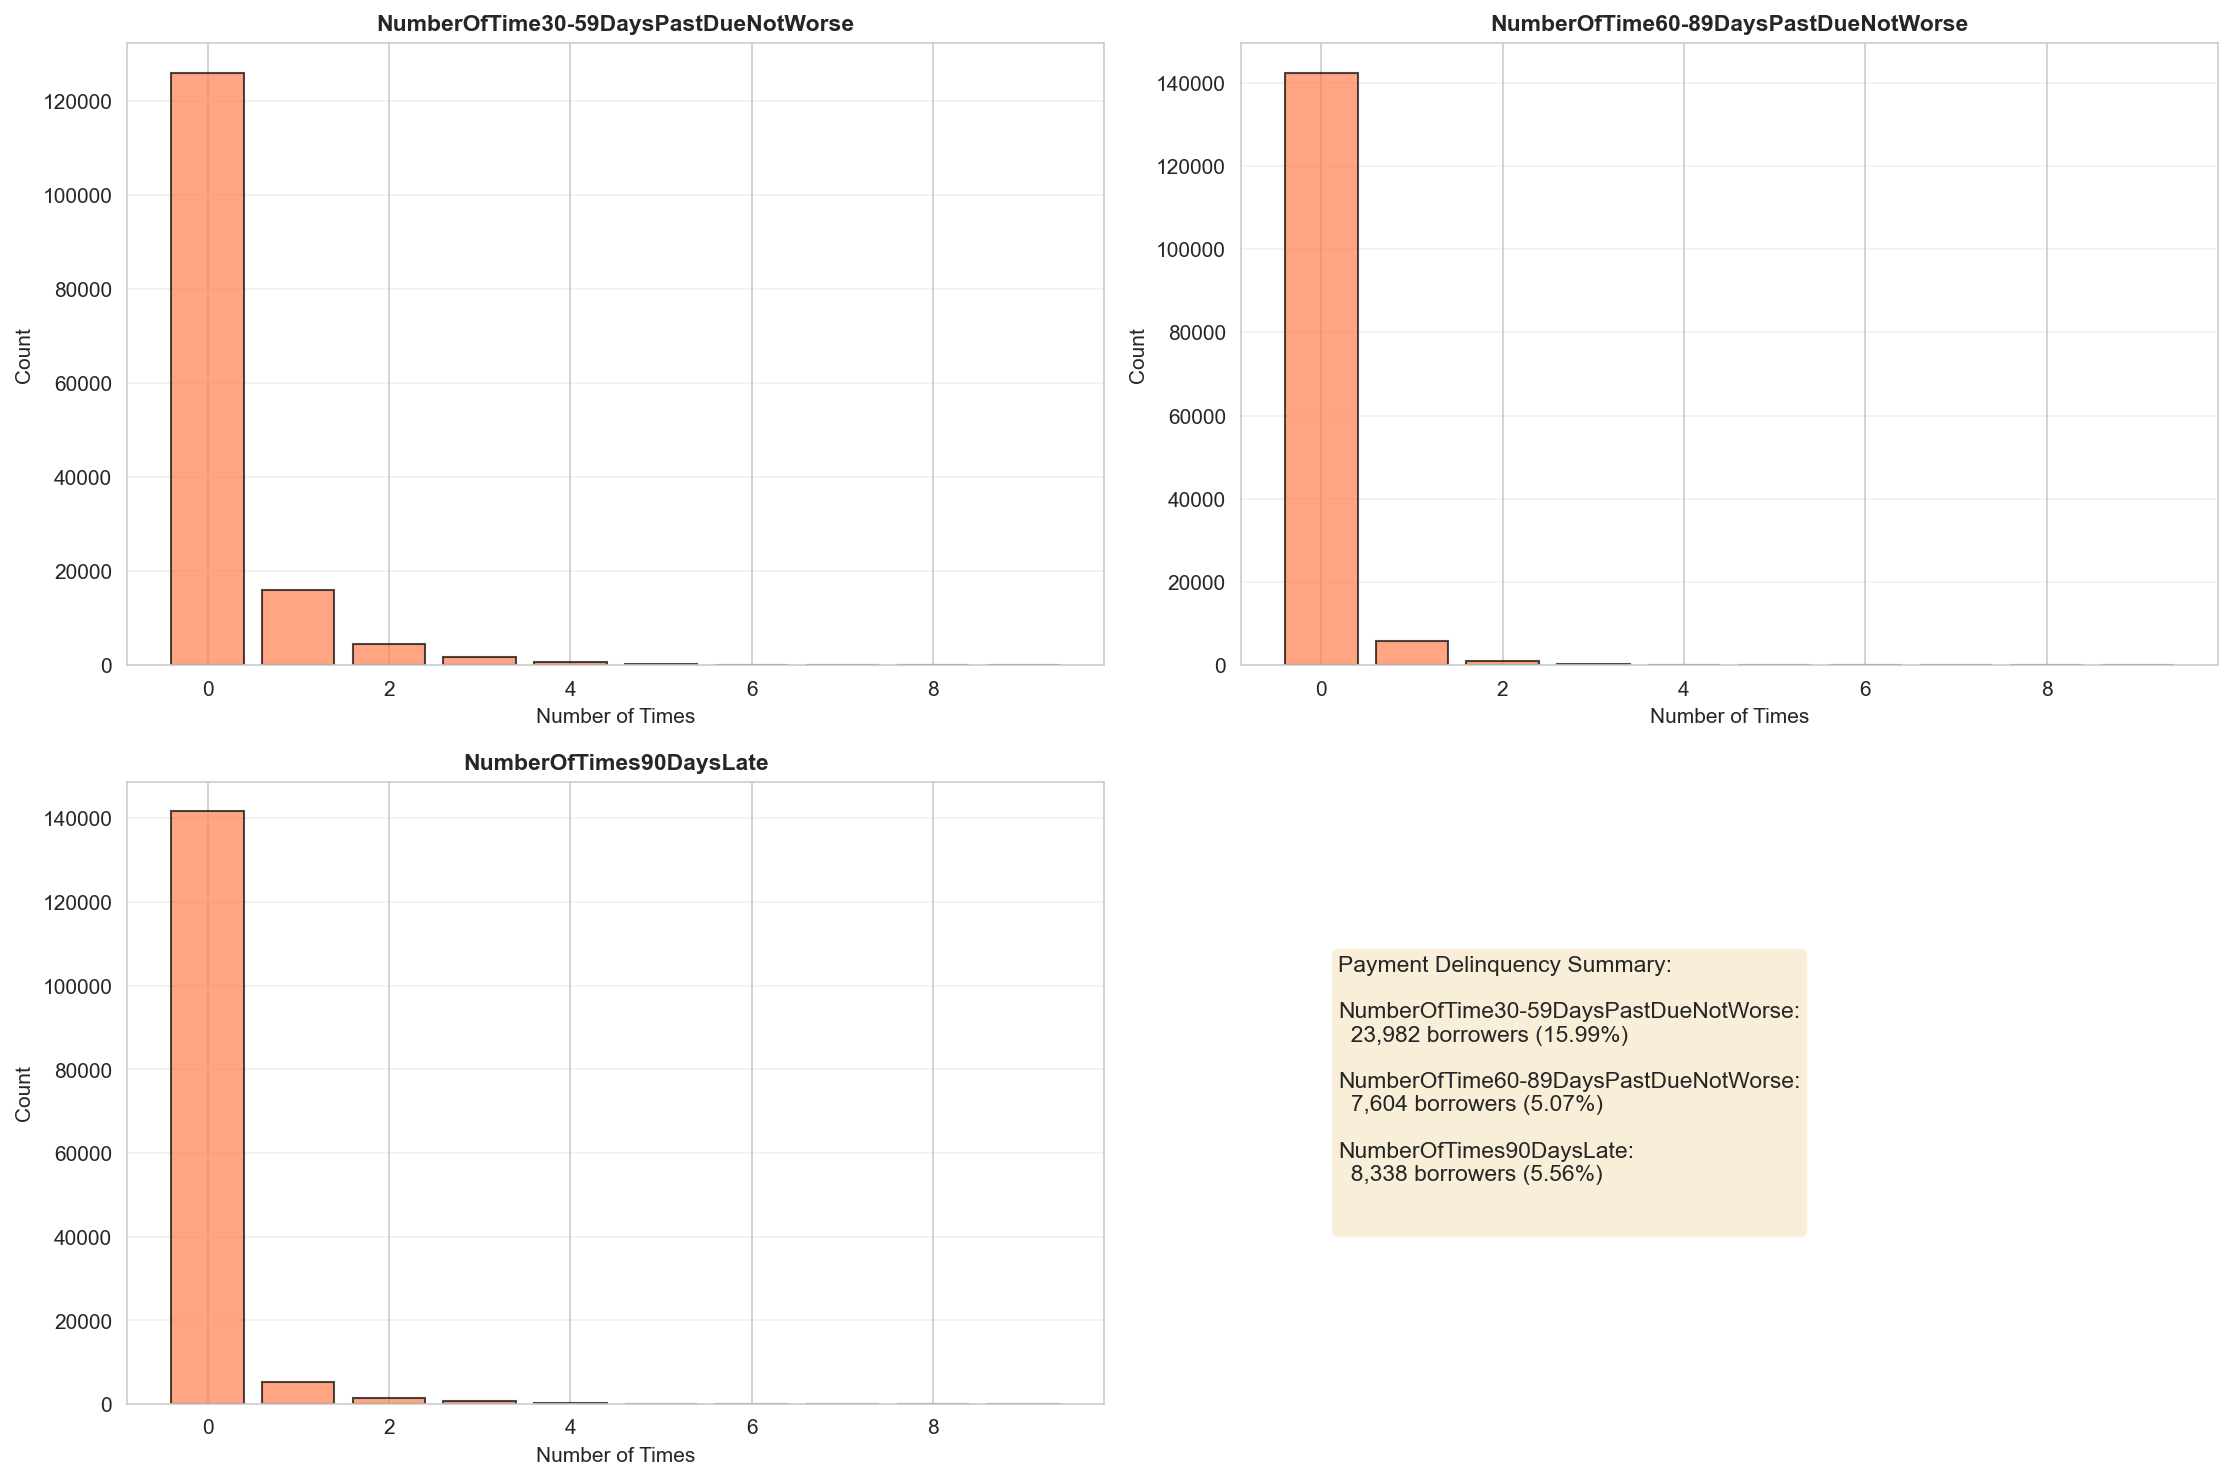 NumberOfTime30-59DaysPastDueNotWorse
120000
100000
80000
60000
40000
20000
0
Count
0 2 4 6 8
Number of Times
NumberOfTime60-89DaysPastDueNotWorse
140000
120000
100000
80000
60000
40000
20000
0
Count
0 2 4 6 8
Number of Times
NumberOfTimes90DaysLate
140000
120000
100000
80000
60000
40000
20000
0
Count
0 2 4 6 8
Number of Times
Payment Delinquency Summary:
NumberOfTime30-59DaysPastDueNotWorse:
23,982 borrowers (15.99%)
NumberOfTime60-89DaysPastDueNotWorse:
7,604 borrowers (5.07%)
NumberOfTimes90DaysLate:
8,338 borrowers (5.56%)